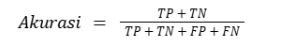 Akurasi = TP + TN
TP + TN + FP + FN